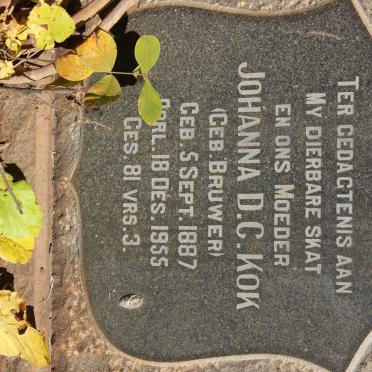 TER GEDACTENIS AAN
MY DIERBARE SKAT
EN ONS MOEDER
JOHANNA D.C. KOK
(GEB. BRUWER)
GEB. 5 SEPT. 1887
OORL. 18 DES. 1955
GES. 81 VRS. 3.